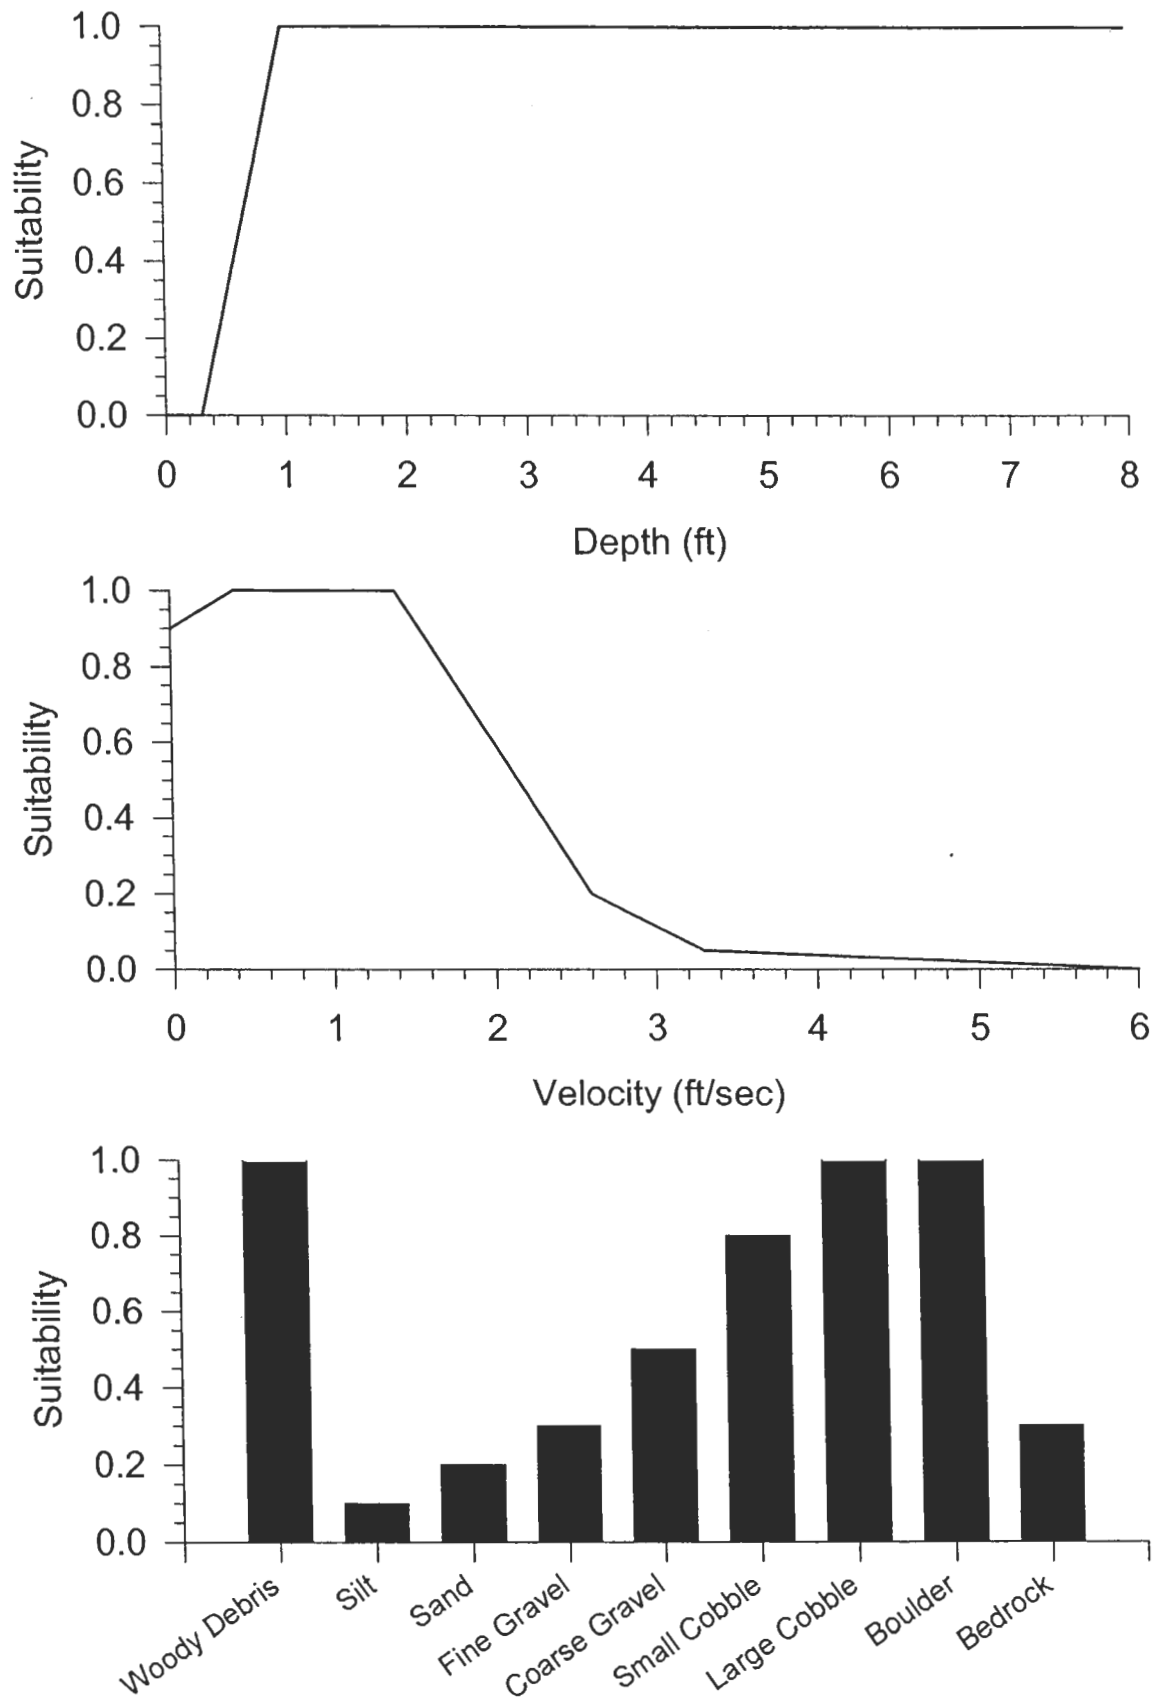 1.0
0.8
0.6
0.4
0.2
0.0
Suitability
0 1 2 3 4 5 6 7 8
Depth (ft)
1.0
0.8
0.6
0.4
0.2
0.0
Suitability
0 1 2 3 4 5 6
Velocity (ft/sec)
1.0
0.8
0.6
0.4
0.2
0.0
Suitability
Woody Debris
Silt
Sand
Fine Gravel
Coarse Gravel
Small Cobble
Large Cobble
Boulder
Bedrock